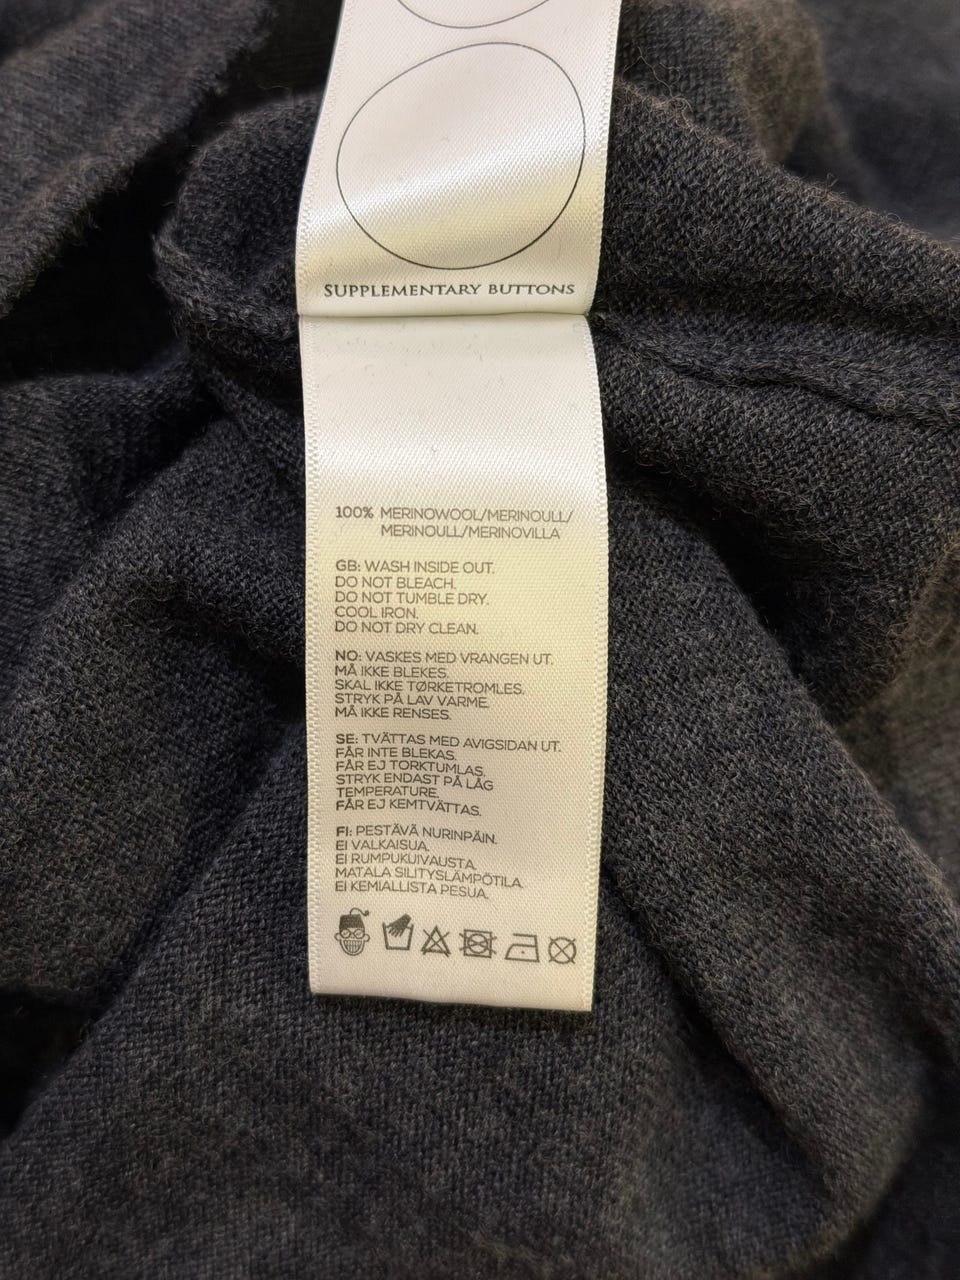 SUPPLEMENTARY BUTTONS
100% MERINOWOOL/MERINOULL/
MERINOULL/MERINOVILLA
GB: WASH INSIDE OUT.
DO NOT BLEACH.
DO NOT TUMBLE DRY.
COOL IRON.
DO NOT DRY CLEAN.
NO: VASKES MED VRANGEN UT.
MÅ IKKE BLEKES.
SKAL IKKE TØRKETROMLES.
STRYK PÅ LAV VARME.
MÅ IKKE RENSES.
SE: TVÄTTAS MED AVIGSIDAN UT.
FÅR INTE BLEKAS.
FÅR EJ TORKTUMLAS.
STRYK ENDAST PÅ LÅG
TEMPERATURE.
FÅR EJ KEMTVÄTTAS.
FI: PESTÄVÄ NURINPÄIN.
EI VALKAISUA.
EI RUMPUKUIVAUSTA.
MATALA SILITYSLÄMPÖTILA.
EI KEMIALLISTA PESUA.